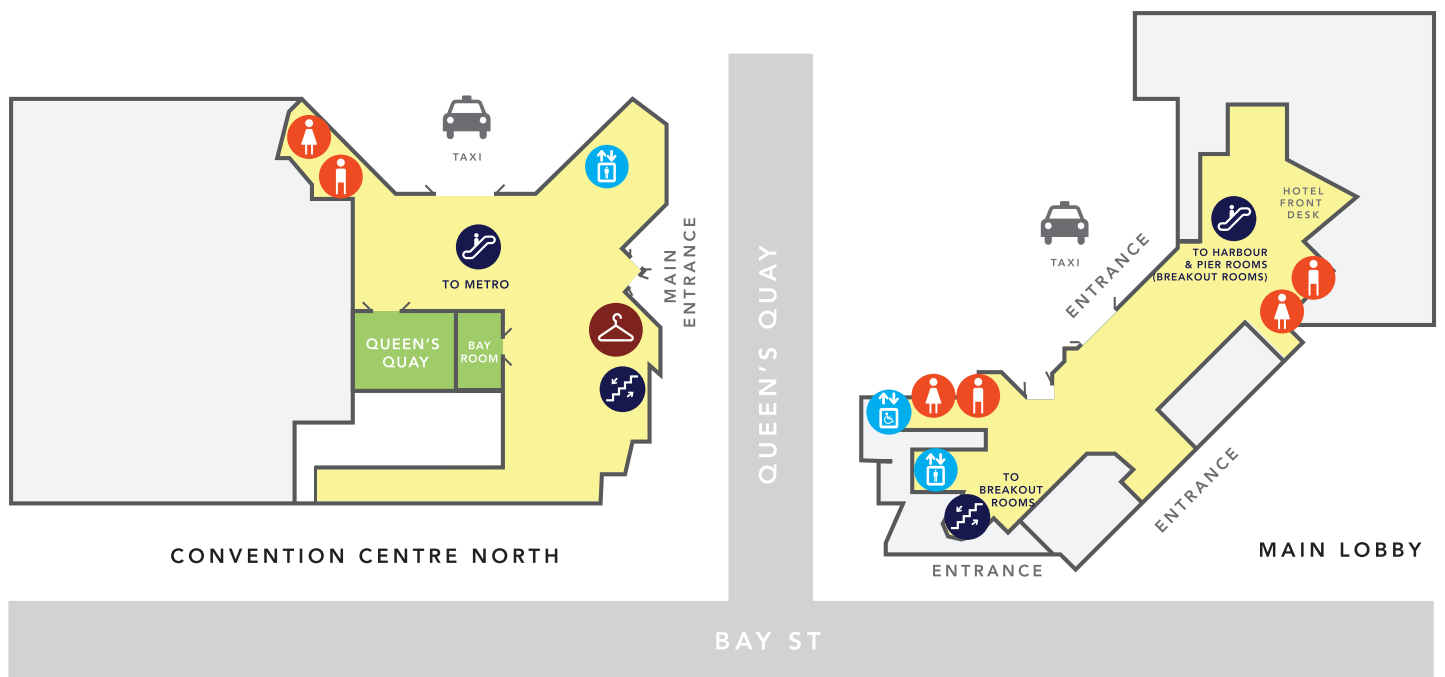 TAXI
MAIN
ENTRANCE
TO METRO
QUEEN'S
QUAY
BAY
ROOM
CONVENTION CENTRE NORTH
QUEEN'S QUAY
HOTEL
FRONT
DESK
TO HARBOUR
& PIER ROOMS
(BREAKOUT ROOMS)
TAXI
ENTRANCE
TO
BREAKOUT
ROOMS
ENTRANCE
ENTRANCE
MAIN LOBBY
BAY ST